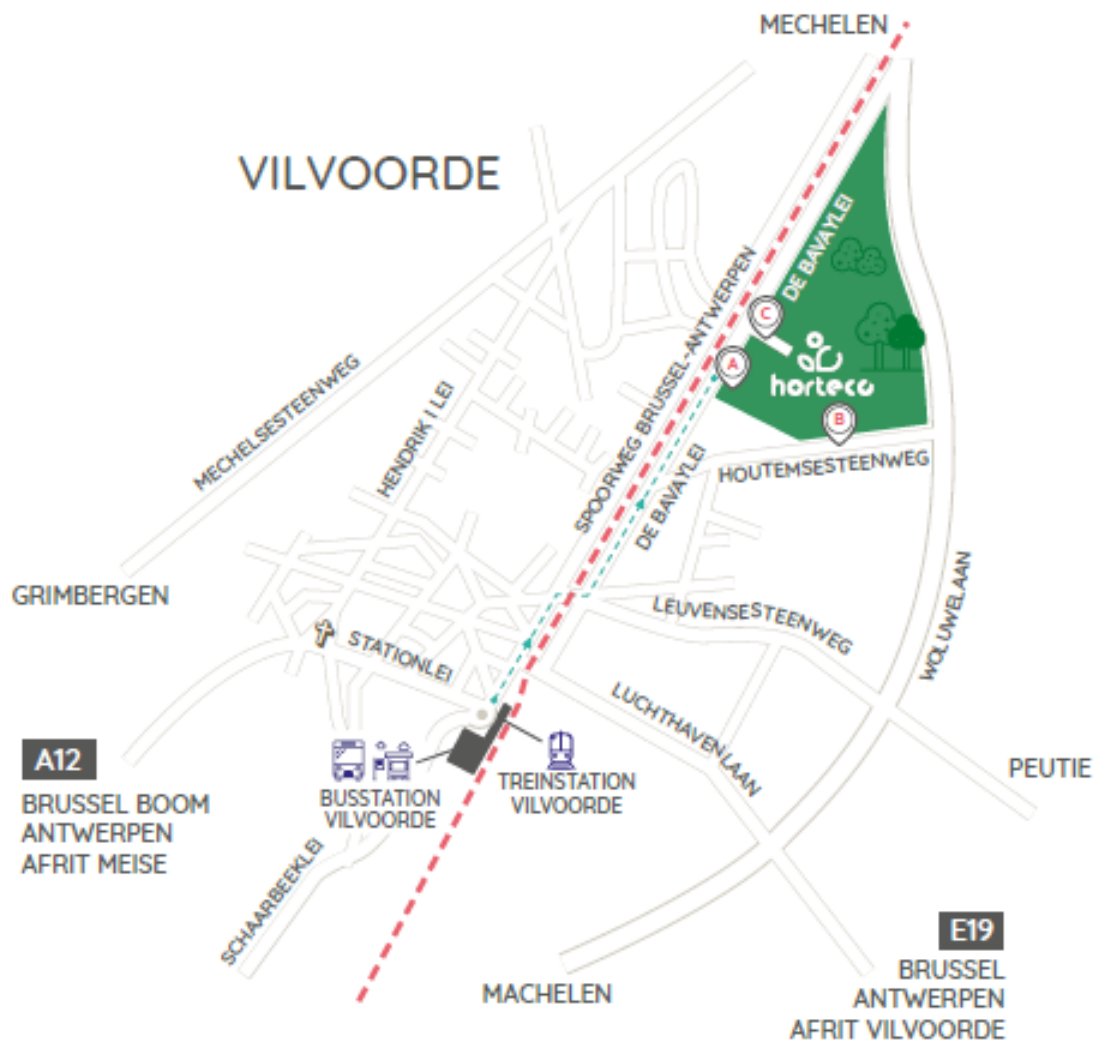 MECHELEN
VILVOORDE
DE BAVAYLEI
SPOORWEG BRUSSEL-ANTWERPEN
C
A
horteco
B
MECHELSESTEENWEG
HENDRIK I LEI
HOUTEMSESTEENWEG
DE BAVAYLEI
GRIMBERGEN
LEUVENSESTEENWEG
WOLUWELAAN
STATIONLEI
LUCHTHAVENLAAN
A12
BRUSSEL BOOM
ANTWERPEN
AFRIT MEISE
BUSSTATION
VILVOORDE
TREINSTATION
VILVOORDE
PEUTIE
SCHAARBEEKLEI
MACHELEN
E19
BRUSSEL
ANTWERPEN
AFRIT VILVOORDE